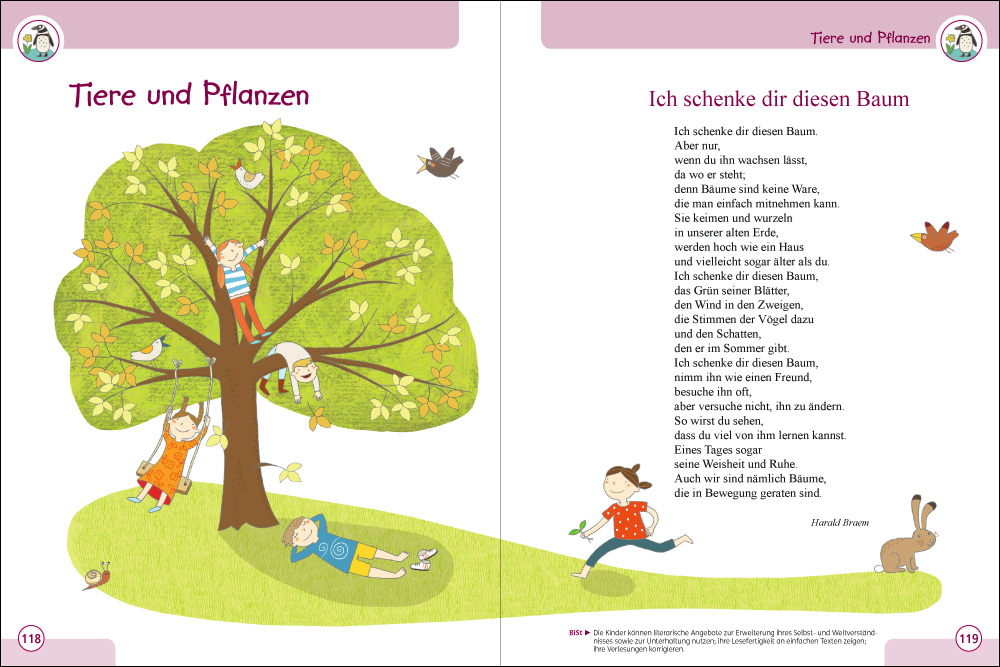 Tiere und Pflanzen
118
Tiere und Pflanzen
Ich schenke dir diesen Baum
Ich schenke dir diesen Baum.
Aber nur,
wenn du ihn wachsen lässt,
da wo er steht;
denn Bäume sind keine Ware,
die man einfach mitnehmen kann.
Sie keimen und wurzeln
in unserer alten Erde,
werden hoch wie ein Haus
und vielleicht sogar älter als du.
Ich schenke dir diesen Baum,
das Grün seiner Blätter,
den Wind in den Zweigen,
die Stimmen der Vögel dazu
und den Schatten,
den er im Sommer gibt.
Ich schenke dir diesen Baum,
nimm ihn wie einen Freund,
besuche ihn oft,
aber versuche nicht, ihn zu ändern.
So wirst du sehen,
dass du viel von ihm lernen kannst.
Eines Tages sogar
seine Weisheit und Ruhe.
Auch wir sind nämlich Bäume,
die in Bewegung geraten sind.
Harald Braem
BiSt ► Die Kinder können literarische Angebote zur Erweiterung ihres Selbst- und Weltverständ-
nisses sowie zur Unterhaltung nutzen; ihre Lesefertigkeit an einfachen Texten zeigen;
ihre Verlesungen korrigieren.
119